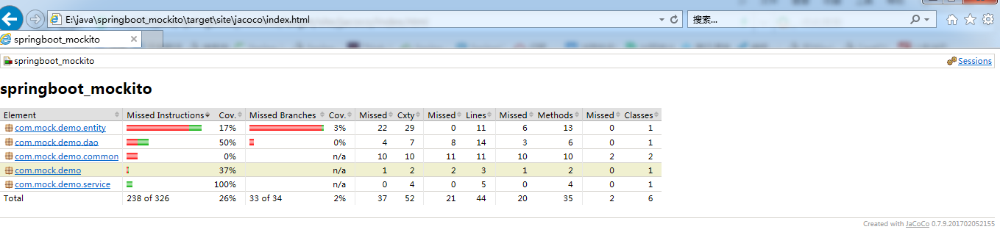 E:\java\springboot_mockito\target\site\jacoco\index.html 搜索...
springboot_mockito
springboot_mockito Sessions
springboot_mockito
Element Missed Instructions Cov. Missed Branches Cov. Missed Cxty Missed Lines Missed Methods Missed Classes
com.mock.demo.entity 17% 3% 22 29 0 11 6 13 0 1
com.mock.demo.dao 50% 0% 4 7 8 14 3 6 0 1
com.mock.demo.common 0% n/a 10 10 11 11 10 10 2 2
com.mock.demo 37% n/a 1 2 2 3 1 2 0 1
com.mock.demo.service 100% n/a 0 4 0 5 0 4 0 1
Total 238 of 326 26% 33 of 34 2% 37 52 21 44 20 35 2 6
Created with JaCoCo 0.7.9.201702052155